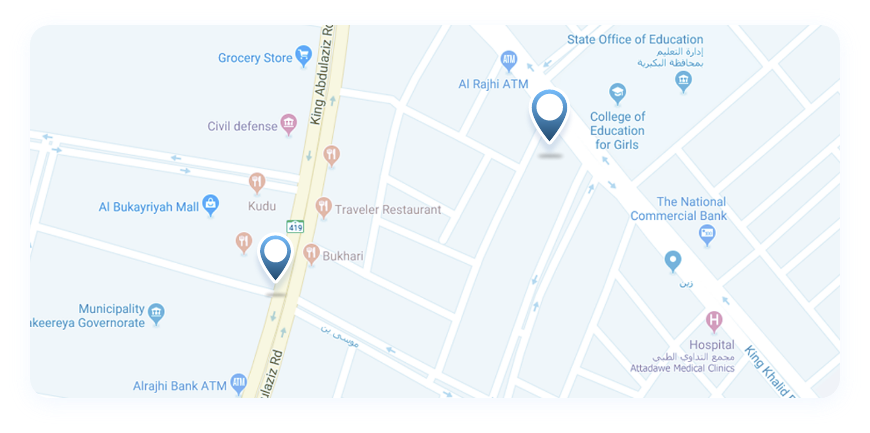 State Office of Education
إدارة التعليم
بمحافظة البكيرية
Grocery Store
Al Rajhi ATM
King Abdulaziz Rd
College of
Education
for Girls
Civil defense
Kudu
Al Bukayriyah Mall
Traveler Restaurant
The National
Commercial Bank
419
Bukhari
زين
Municipality
akeereya Governorate
موسى بن
Hospital
مجمع التداوي الطبي
Attadawe Medical Clinics
Alrajhi Bank ATM
ATM
ulaziz Rd
King Khalid
H